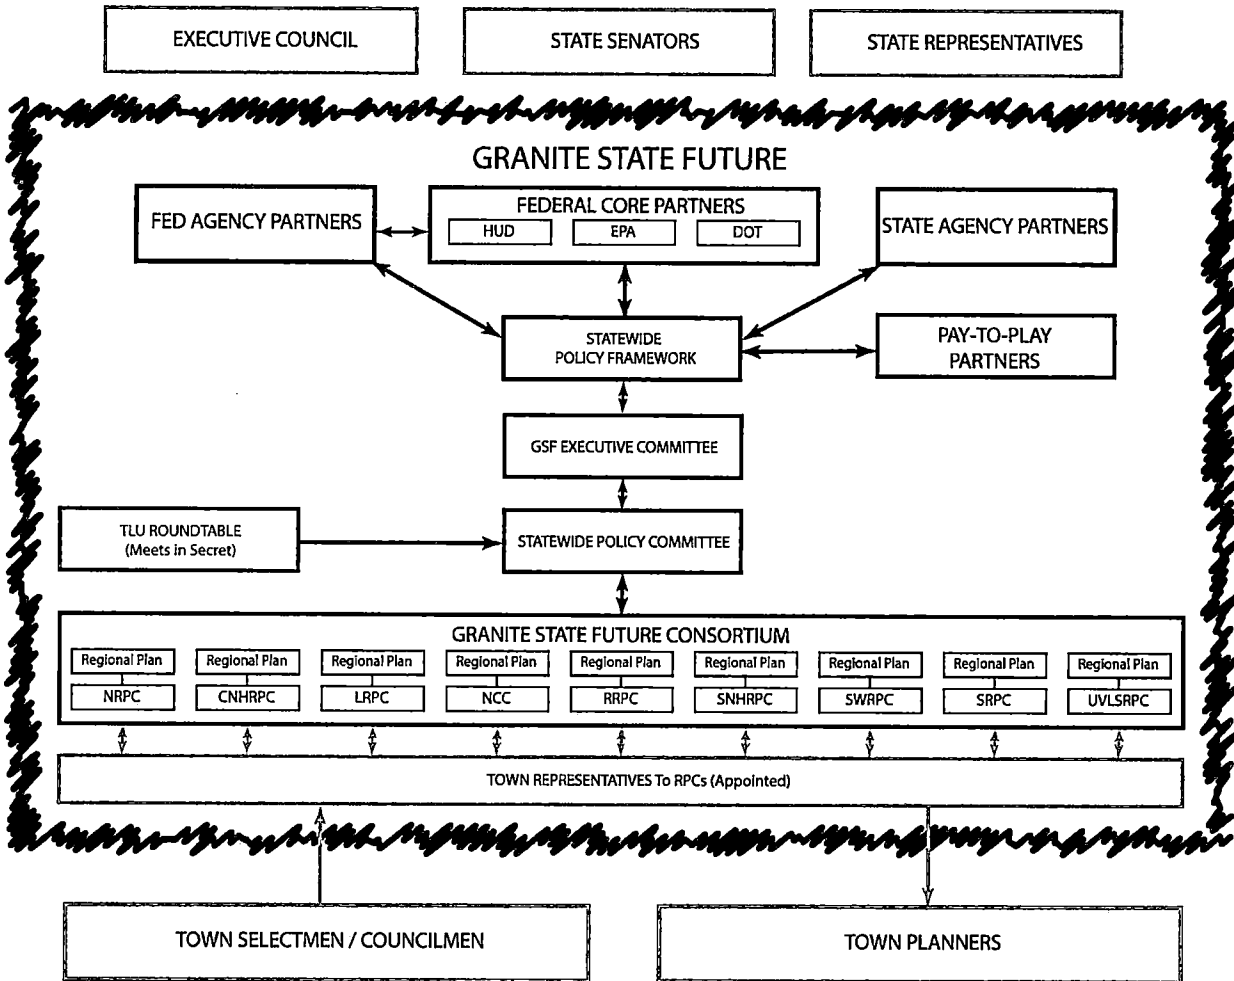 EXECUTIVE COUNCIL
STATE SENATORS
STATE REPRESENTATIVES
GRANITE STATE FUTURE
FED AGENCY PARTNERS
FEDERAL CORE PARTNERS
HUD
EPA
DOT
STATE AGENCY PARTNERS
STATEWIDE
POLICY FRAMEWORK
PAY-TO-PLAY
PARTNERS
GSF EXECUTIVE COMMITTEE
TLU ROUNDTABLE
(Meets in Secret)
STATEWIDE POLICY COMMITTEE
GRANITE STATE FUTURE CONSORTIUM
Regional Plan
Regional Plan
Regional Plan
Regional Plan
Regional Plan
Regional Plan
Regional Plan
Regional Plan
Regional Plan
NRPC
CNHRPC
LRPC
NCC
RRPC
SNHRPC
SWRPC
SRPC
UVLSRPC
TOWN REPRESENTATIVES To RPCs (Appointed)
TOWN SELECTMEN / COUNCILMEN
TOWN PLANNERS